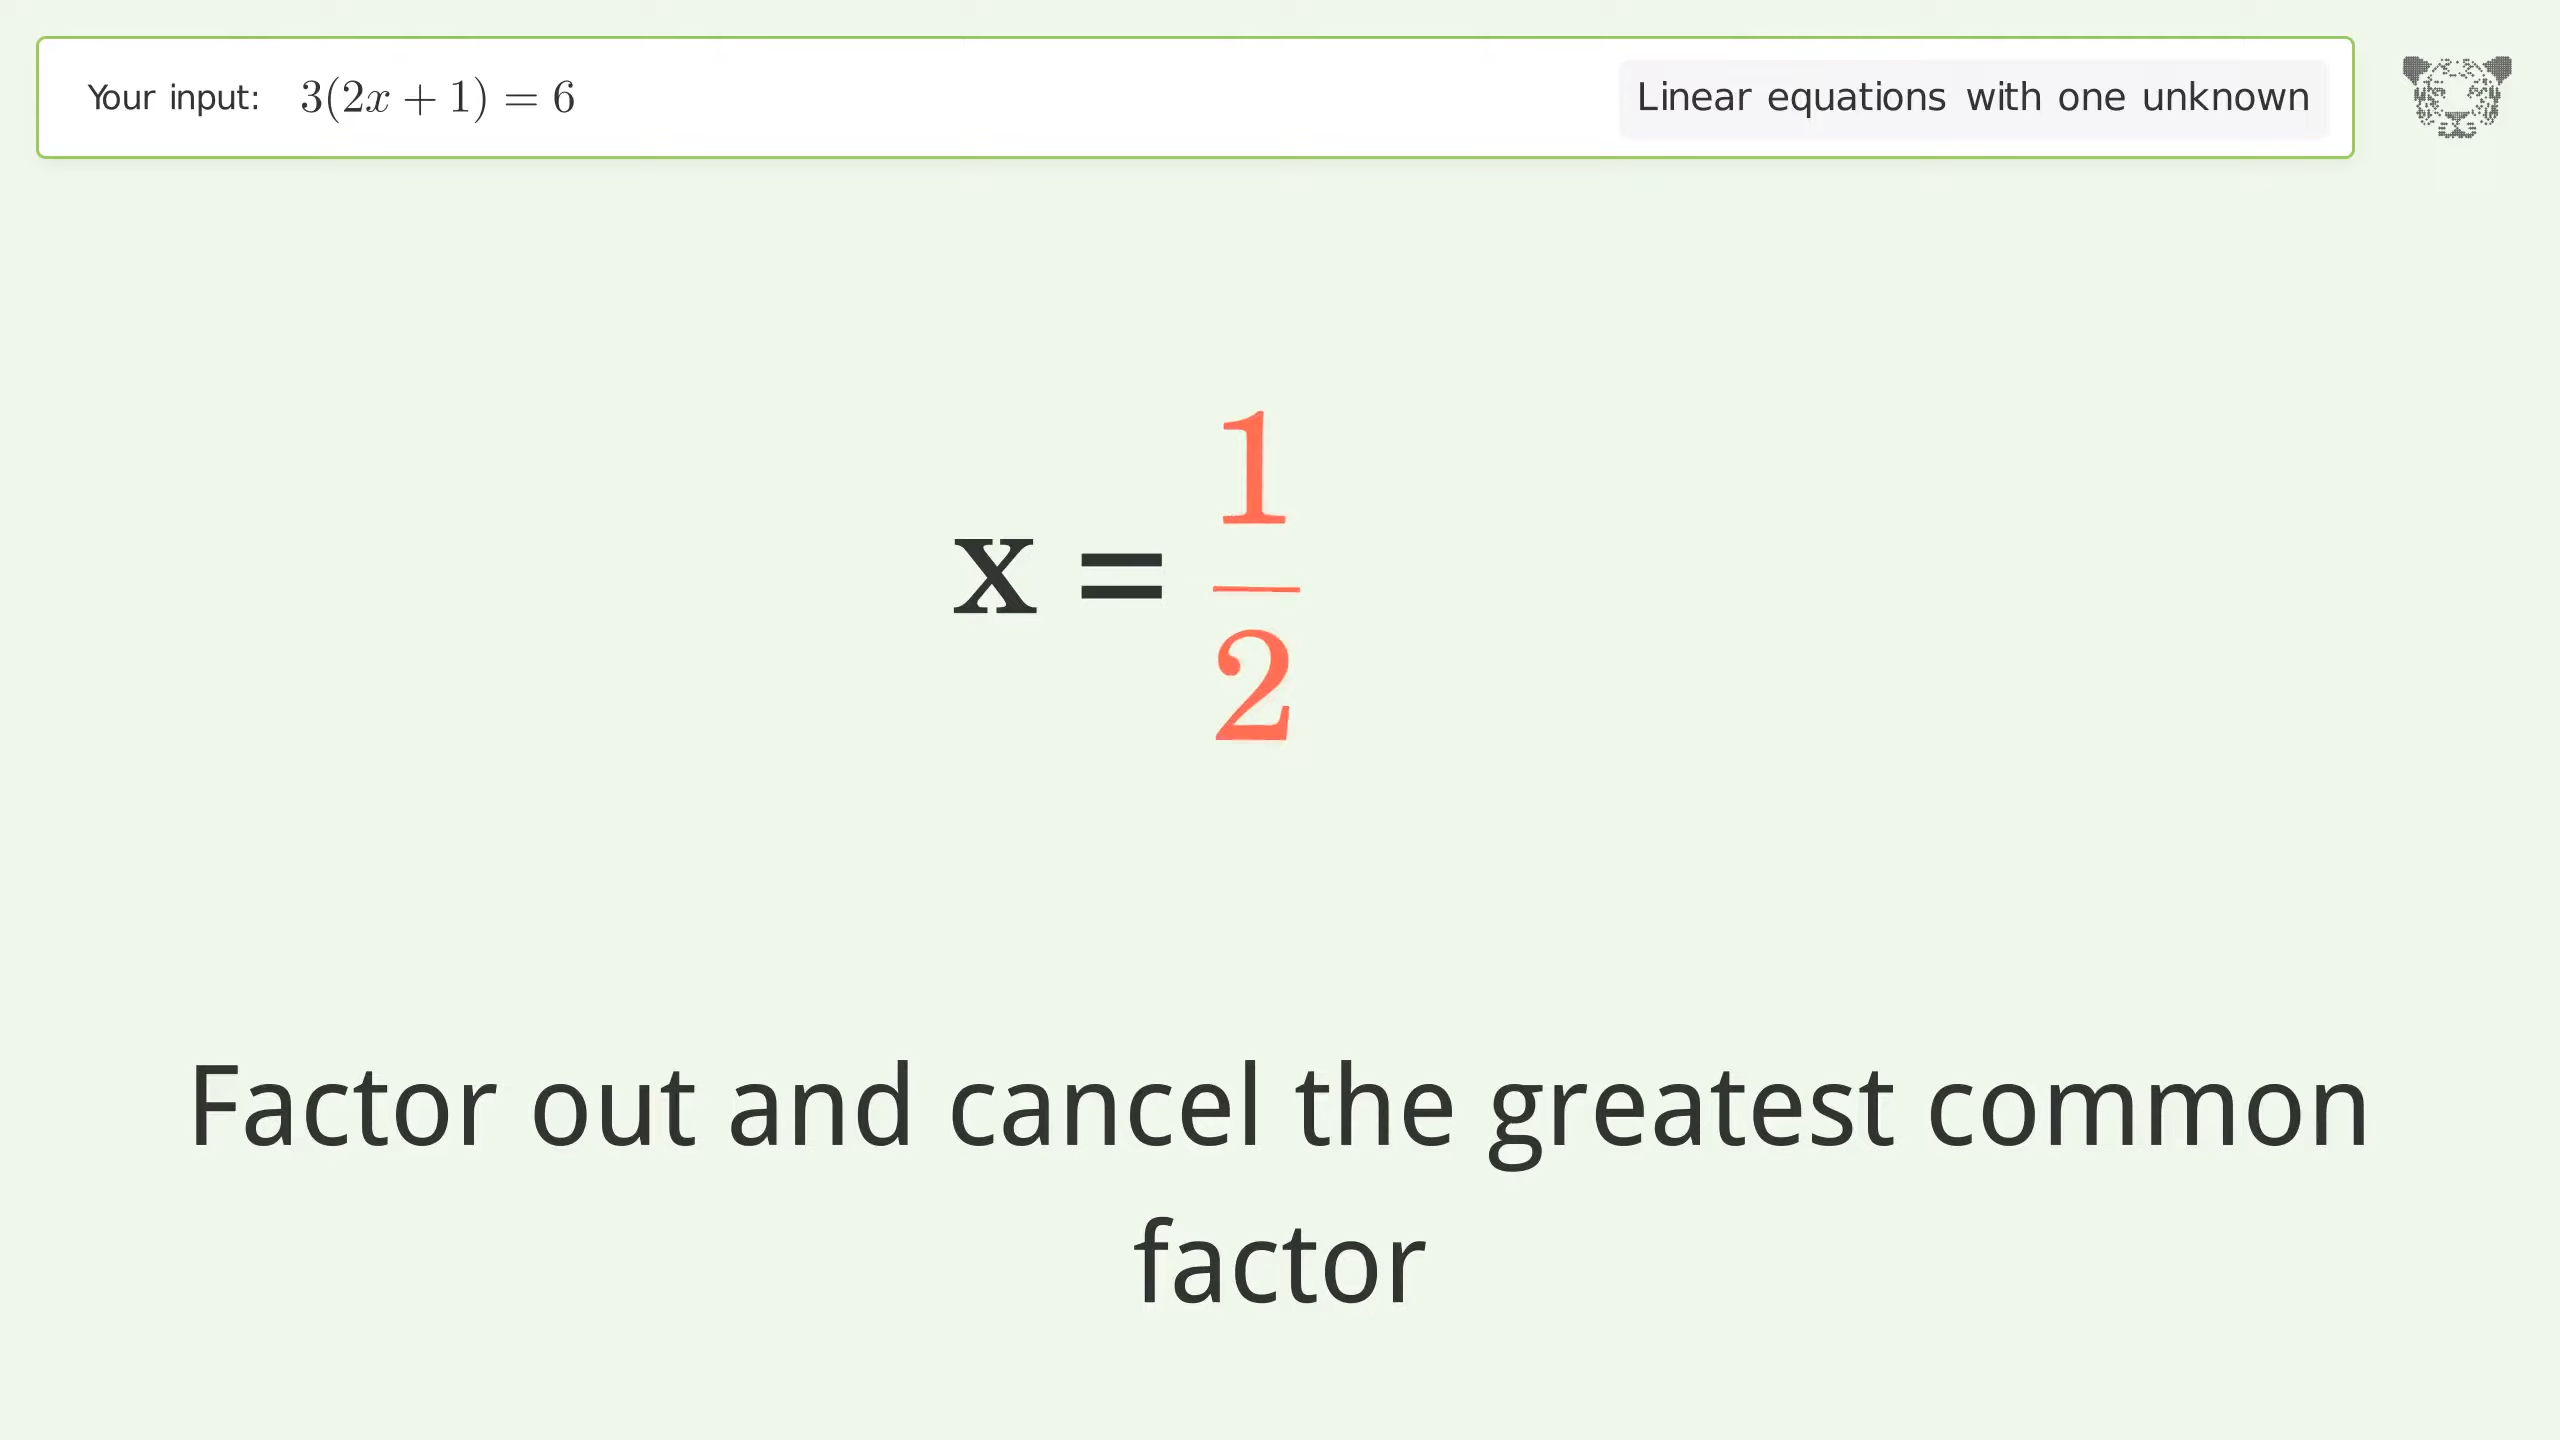 Your input: 3(2x + 1) = 6
Linear equations with one unknown
x = 1/2
Factor out and cancel the greatest common
factor